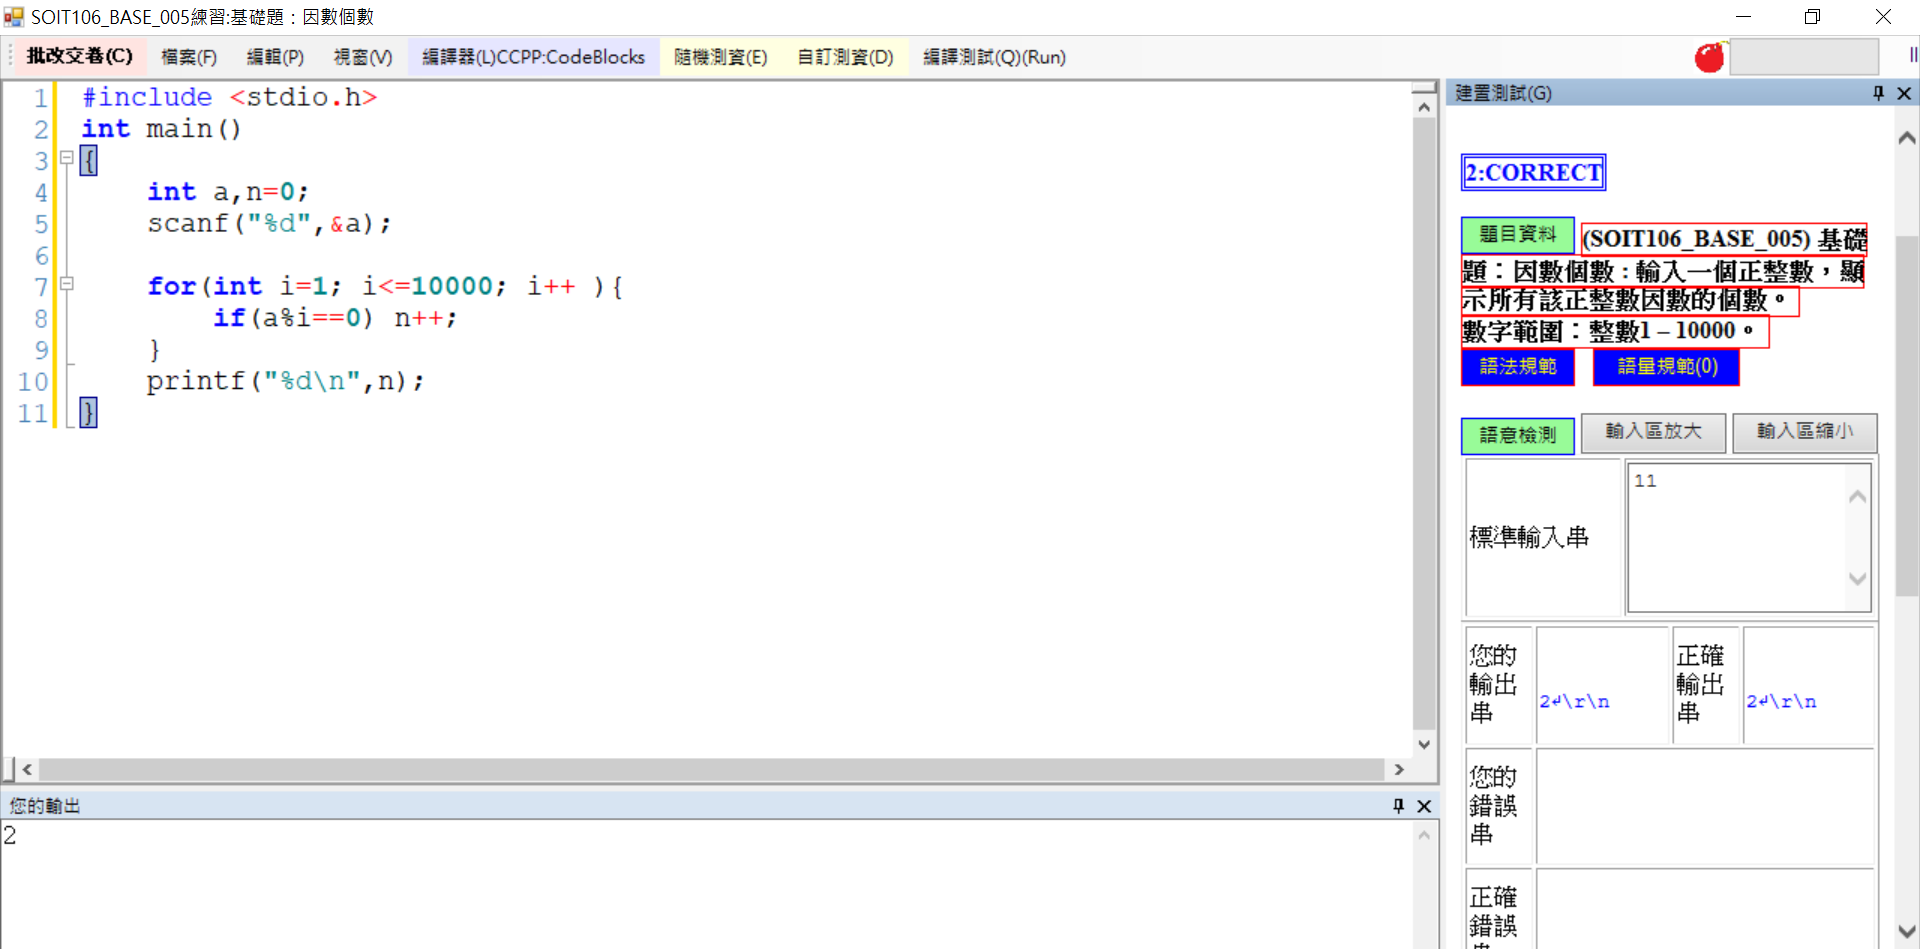 SOIT106_BASE_005練習:基礎題：因數個數
批改交卷(C) 檔案(F) 編輯(P) 視窗(V) 編譯器(L)CCPP:CodeBlocks 隨機測資(E) 自訂測資(D) 編譯測試(Q)(Run)
1 #include <stdio.h>
2 int main()
3 {
4 int a,n=0;
5 scanf("%d",&a);
6
7 for(int i=1; i<=10000; i++ ){
8 if(a%i==0) n++;
9 }
10 printf("%d\n",n);
11 }
您的輸出
2
建置測試(G)
2:CORRECT
題目資料 (SOIT106_BASE_005) 基礎
題：因數個數：輸入一個正整數，顯
示所有該正整數因數的個數。
數字範圍：整數1 – 10000。
語法規範 語量規範(0)
語意檢測 輸入區放大 輸入區縮小
標準輸入串 11
您的
輸出
串
2↵\r\n
正確
輸出
串
2↵\r\n
您的
錯誤
串
正確
錯誤